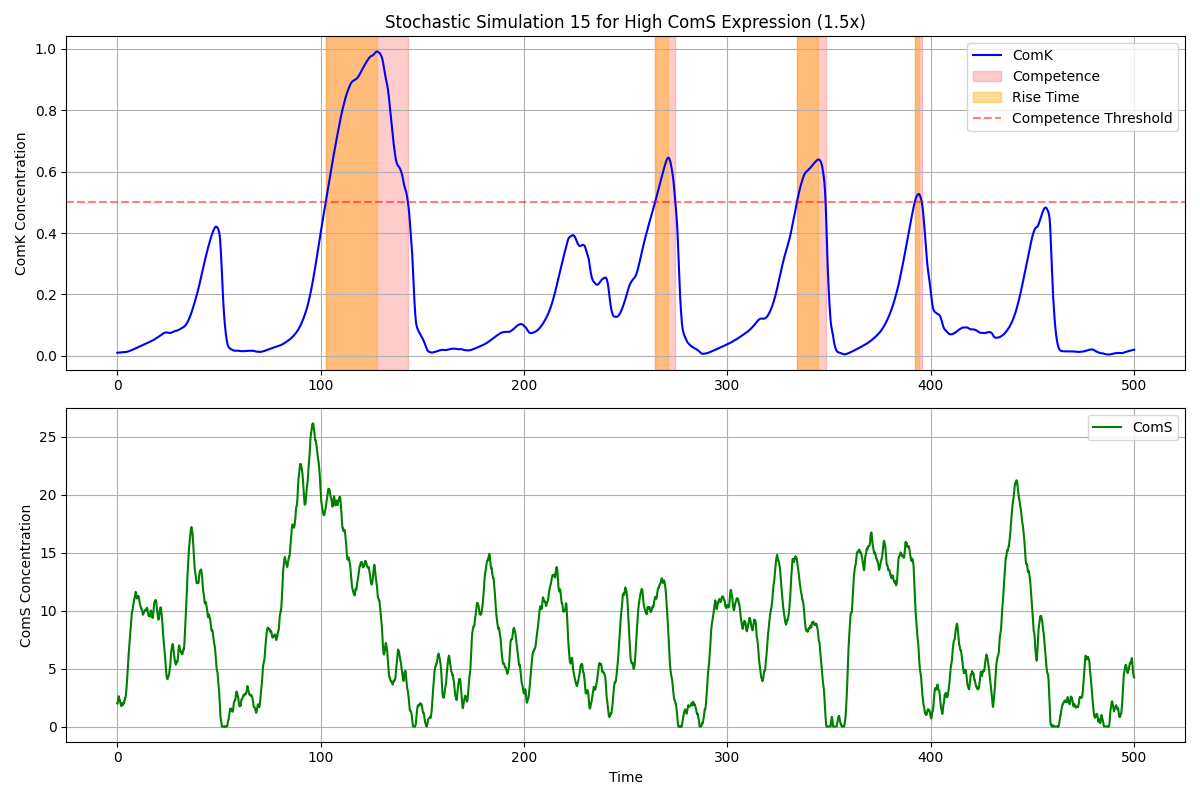 Stochastic Simulation 15 for High ComS Expression (1.5x)
ComK Concentration
1.0
0.8
0.6
0.4
0.2
0.0
ComK
Competence
Rise Time
Competence Threshold
0 100 200 300 400 500
ComS Concentration
25
20
15
10
5
0
ComS
0 100 200 300 400 500
Time